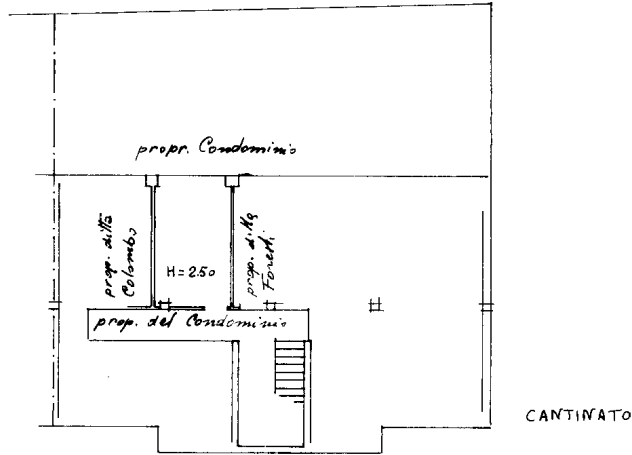 propr. Condominio
prop. ditta
Colombo
H = 2.50
prop. ditta
Foresti
prop. del Condominio
CANTINATO